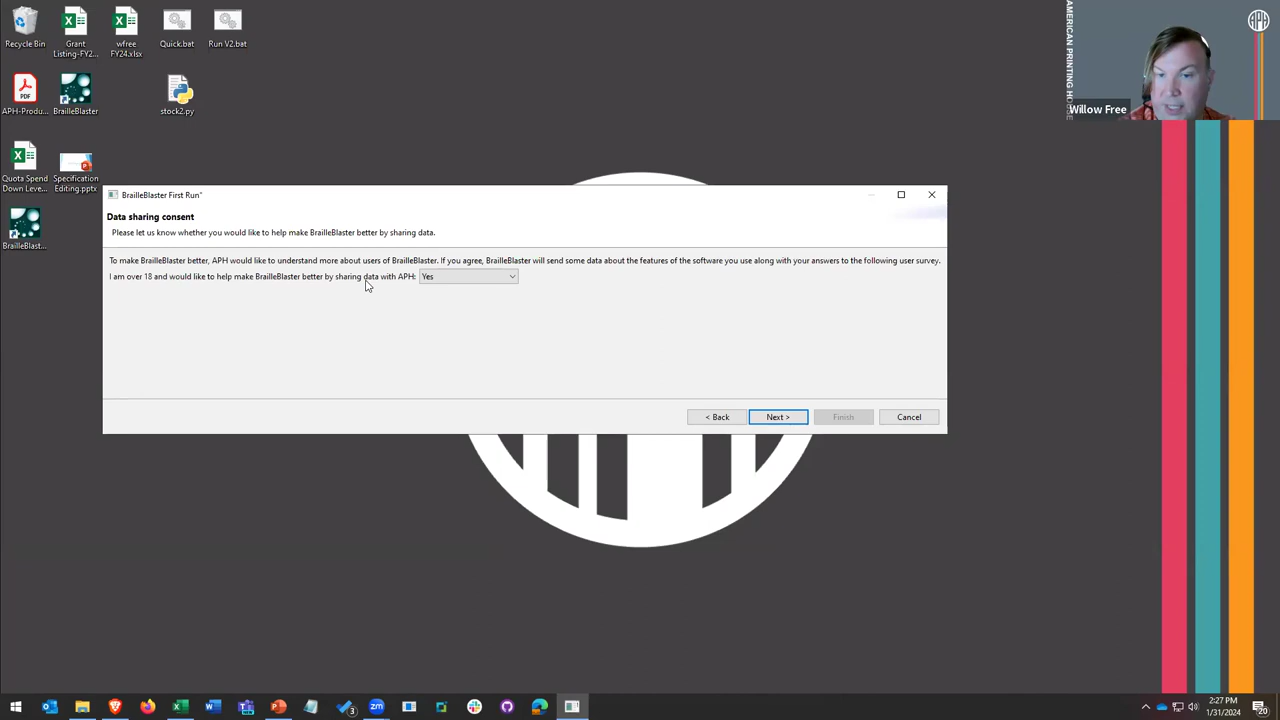 Recycle Bin
Grant
Listing-FY2...
wfree
FY24.xlsx
Quick.bat
Run V2.bat
PDF
APH-Produ...
BrailleBlaster
stock2.py
Quota Spend
Down Leve...
Specification
Editing.pptx
BrailleBlast...
AMERICAN PRINTING HOUSE
APH
Willow Free
BrailleBlaster First Run*
Data sharing consent
Please let us know whether you would like to help make BrailleBlaster better by sharing data.
To make BrailleBlaster better, APH would like to understand more about users of BrailleBlaster. If you agree, BrailleBlaster will send some data about the features of the software you use along with your answers to the following user survey.
I am over 18 and would like to help make BrailleBlaster better by sharing data with APH:
Yes
< Back
Next >
Finish
Cancel
2:27 PM
1/31/2024
20